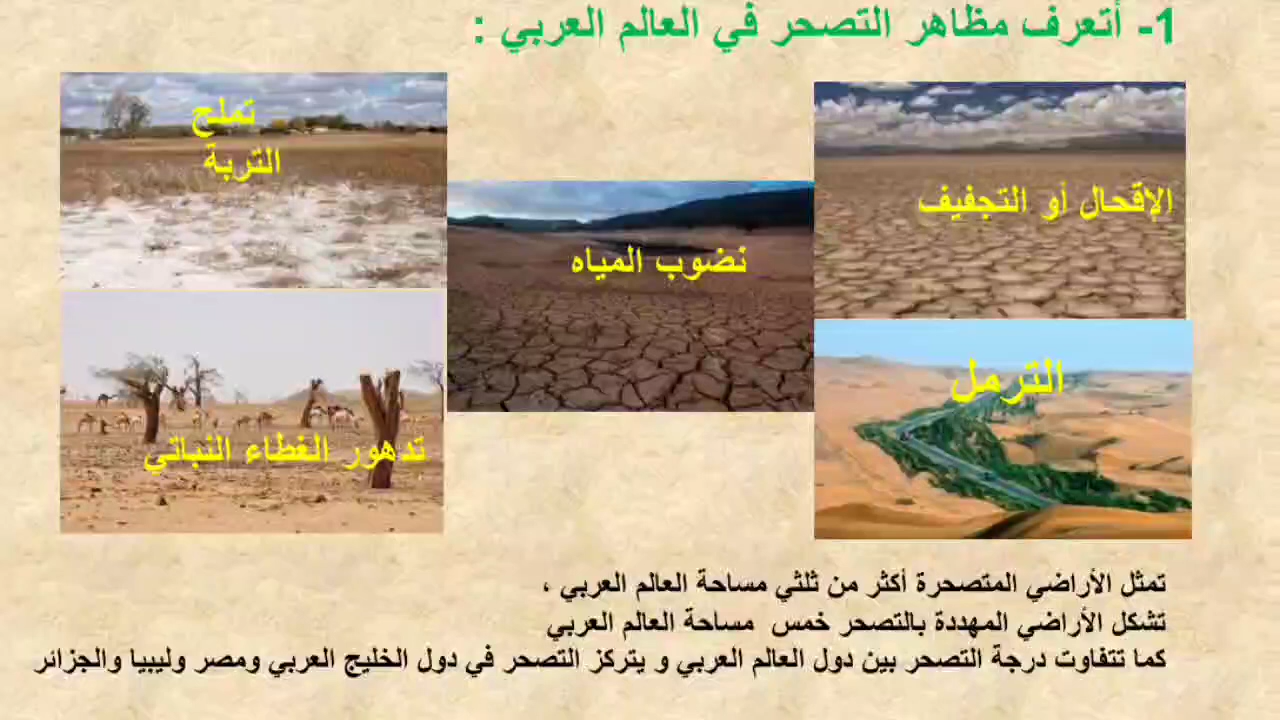 1- أتعرف مظاهر التصحر في العالم العربي :
الإقحال أو التجفيف
نضوب المياه
تملح
التربة
الترمل
تدهور الغطاء النباتي
تمثل الأراضي المتصحرة أكثر من ثلثي مساحة العالم العربي ،
تشكل الأراضي المهددة بالتصحر خمس مساحة العالم العربي
كما تتفاوت درجة التصحر بين دول العالم العربي و يتركز التصحر في دول الخليج العربي ومصر وليبيا والجزائر